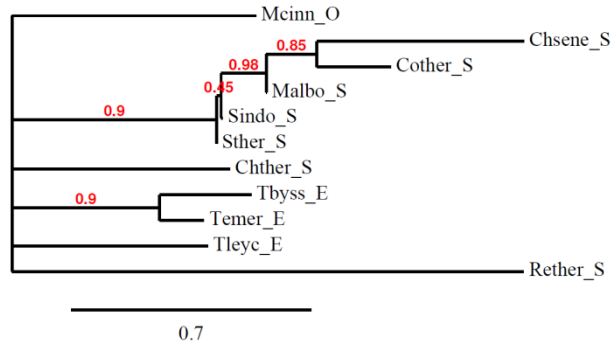 Mcinn_O
Chsene_S
0.85
Cother_S
0.98
Malbo_S
0.45
Sindo_S
0.9
Sther_S
Chther_S
Tbyss_E
0.9
Temer_E
Tleyc_E
Rether_S
0.7